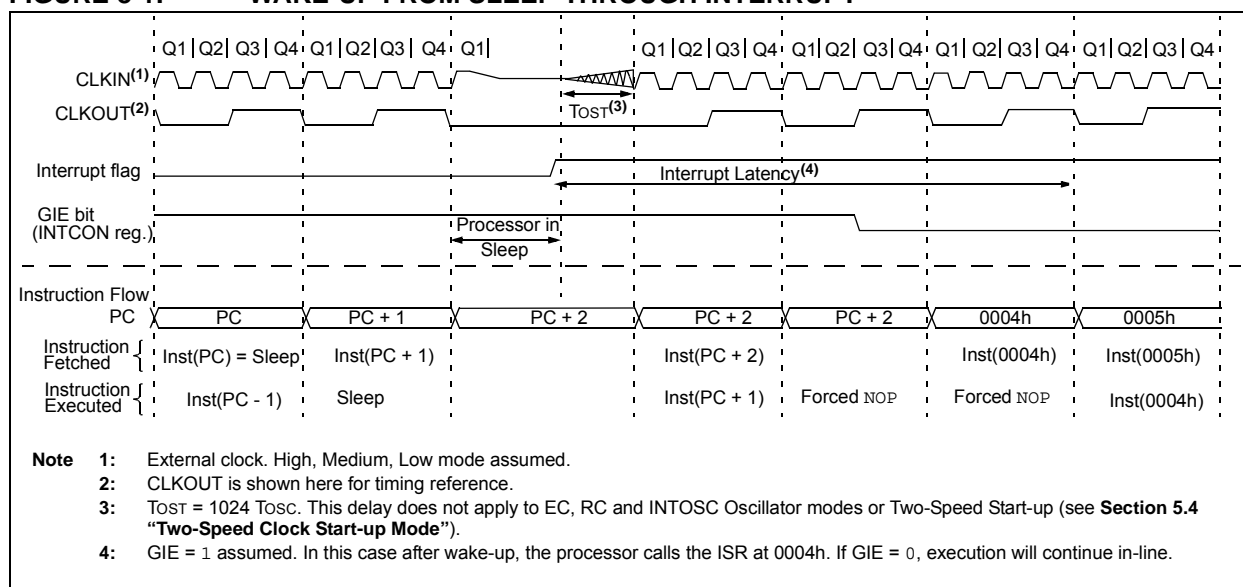 Q1 Q2 Q3 Q4 Q1 Q2 Q3 Q4 Q1 Q1 Q2 Q3 Q4 Q1 Q2 Q3 Q4 Q1 Q2 Q3 Q4 Q1 Q2 Q3 Q4
CLKIN(1)
CLKOUT(2)
TOST(3)
Interrupt flag
Interrupt Latency(4)
GIE bit
(INTCON reg.)
Processor in
Sleep
Instruction Flow
PC PC PC + 1 PC + 2 PC + 2 PC + 2 0004h 0005h
Instruction
Fetched
Inst(PC) = Sleep Inst(PC + 1) Inst(PC + 2) Inst(0004h) Inst(0005h)
Instruction
Executed
Inst(PC - 1) Sleep Inst(PC + 1) Forced NOP Forced NOP Inst(0004h)
Note 1: External clock. High, Medium, Low mode assumed.
2: CLKOUT is shown here for timing reference.
3: TOST = 1024 TOSC. This delay does not apply to EC, RC and INTOSC Oscillator modes or Two-Speed Start-up (see Section 5.4
“Two-Speed Clock Start-up Mode”).
4: GIE = 1 assumed. In this case after wake-up, the processor calls the ISR at 0004h. If GIE = 0, execution will continue in-line.